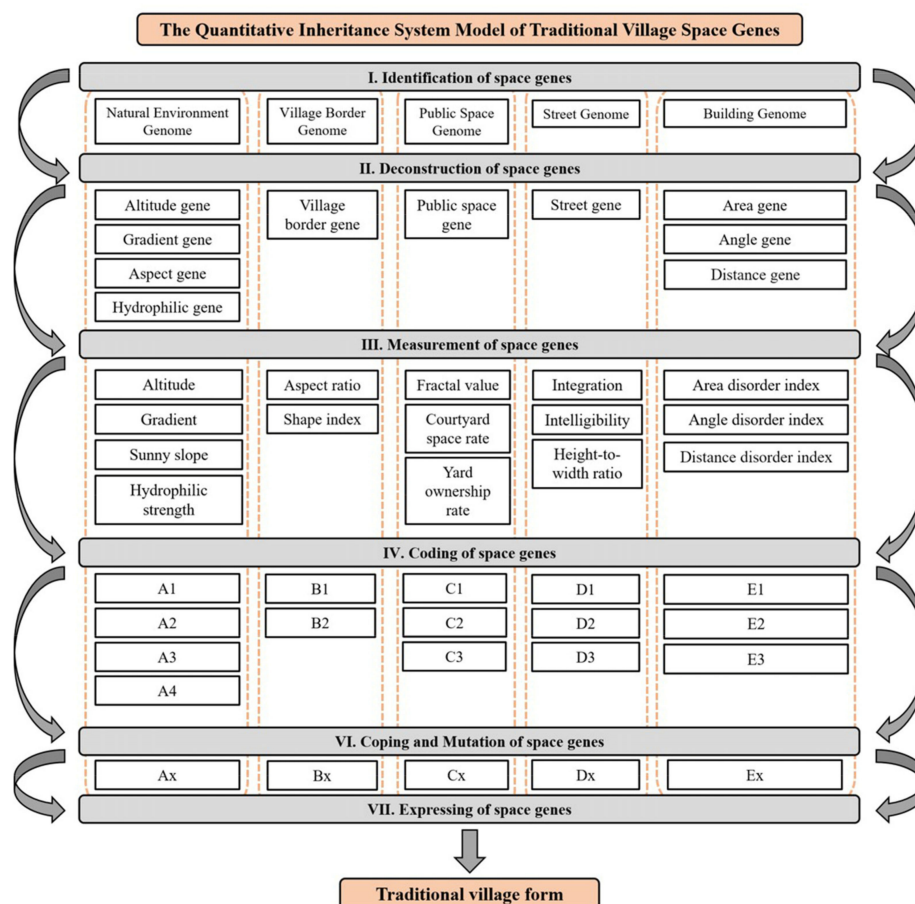 The Quantitative Inheritance System Model of Traditional Village Space Genes
I. Identification of space genes
Natural Environment
Genome
Village Border
Genome
Public Space
Genome
Street Genome
Building Genome
II. Deconstruction of space genes
Altitude gene
Gradient gene
Aspect gene
Hydrophilic gene
Village
border gene
Public space
gene
Street gene
Area gene
Angle gene
Distance gene
III. Measurement of space genes
Altitude
Gradient
Sunny slope
Hydrophilic
strength
Aspect ratio
Shape index
Fractal value
Courtyard
space rate
Yard
ownership
rate
Integration
Intelligibility
Height-to-
width ratio
Area disorder index
Angle disorder index
Distance disorder index
IV. Coding of space genes
A1
A2
A3
A4
B1
B2
C1
C2
C3
D1
D2
D3
E1
E2
E3
VI. Coping and Mutation of space genes
Ax
Bx
Cx
Dx
Ex
VII. Expressing of space genes
Traditional village form